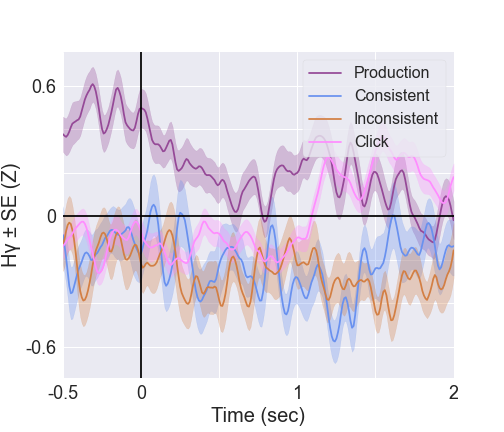 Production
Consistent
Inconsistent
Click
Hγ ± SE (Z)
0.6
0
-0.6
-0.5
0
1
2
Time (sec)